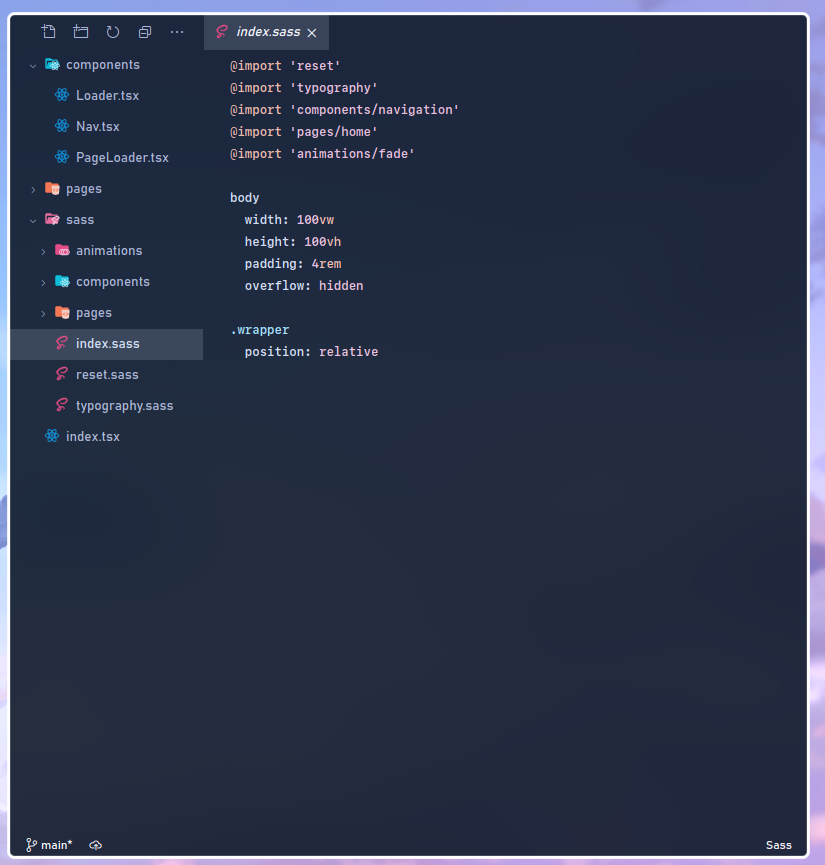 index.sass
components
Loader.tsx
Nav.tsx
PageLoader.tsx
pages
sass
animations
components
pages
index.sass
reset.sass
typography.sass
index.tsx
@import 'reset'
@import 'typography'
@import 'components/navigation'
@import 'pages/home'
@import 'animations/fade'
body
width: 100vw
height: 100vh
padding: 4rem
overflow: hidden
.wrapper
position: relative
main*
Sass